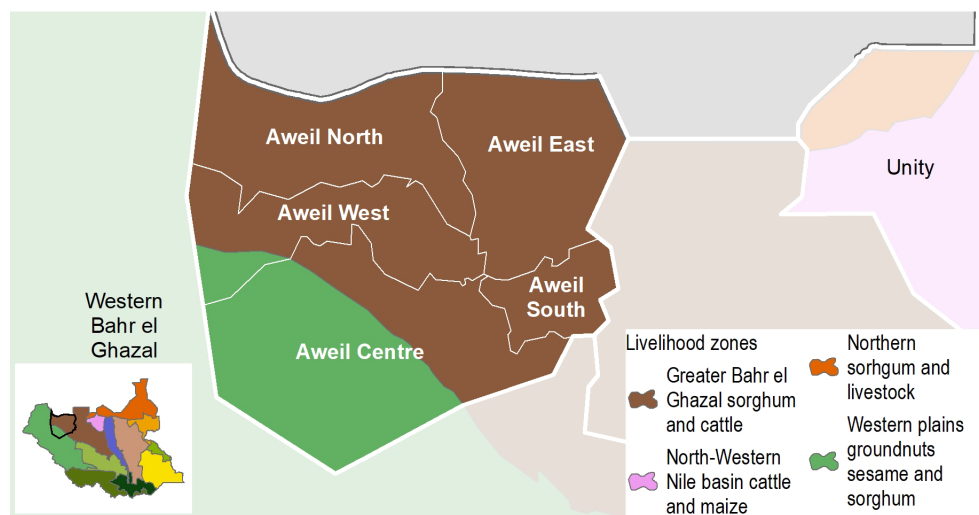 Aweil North
Aweil East
Unity
Aweil West
Aweil
South
Western
Bahr el
Ghazal
Aweil Centre
Livelihood zones
Greater Bahr el
Ghazal sorghum
and cattle
North-Western
Nile basin cattle
and maize
Northern
sorhgum and
livestock
Western plains
groundnuts
sesame and
sorghum